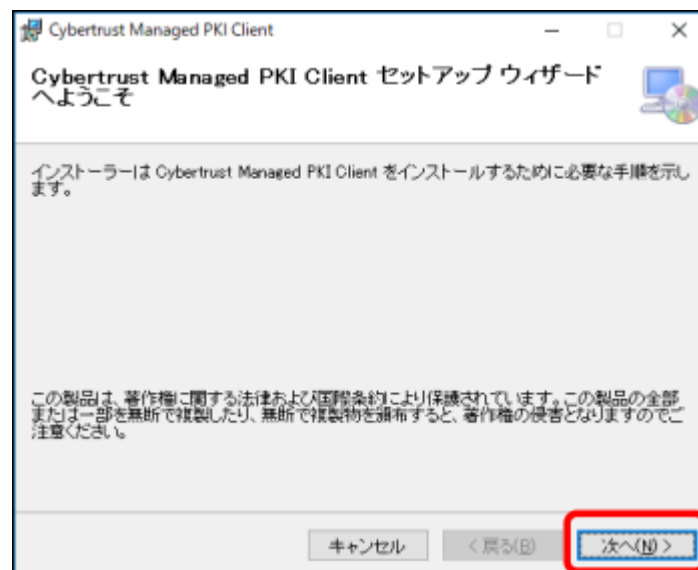 Cybertrust Managed PKI Client
Cybertrust Managed PKI Client セットアップ ウィザード
へようこそ
インストーラーは Cybertrust Managed PKI Client をインストールするために必要な手順を示し
ます。
この製品は、著作権に関する法律および国際条約により保護されています。この製品の全部
または一部を無断で複製したり、無断で複製物を頒布すると、著作権の侵害となりますのでご
注意ください。
キャンセル
< 戻る(B)
次へ(N) >